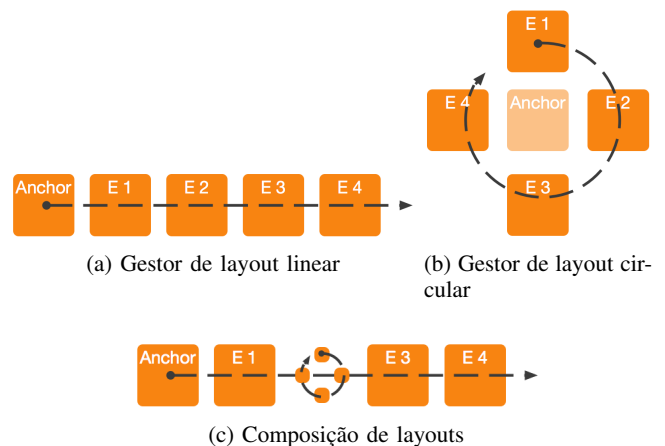 E 1
E 4
Anchor
E 2
E 3
Anchor
E 1
E 2
E 3
E 4
(a) Gestor de layout linear
(b) Gestor de layout cir-
cular
Anchor
E 1
E 3
E 4
(c) Composição de layouts